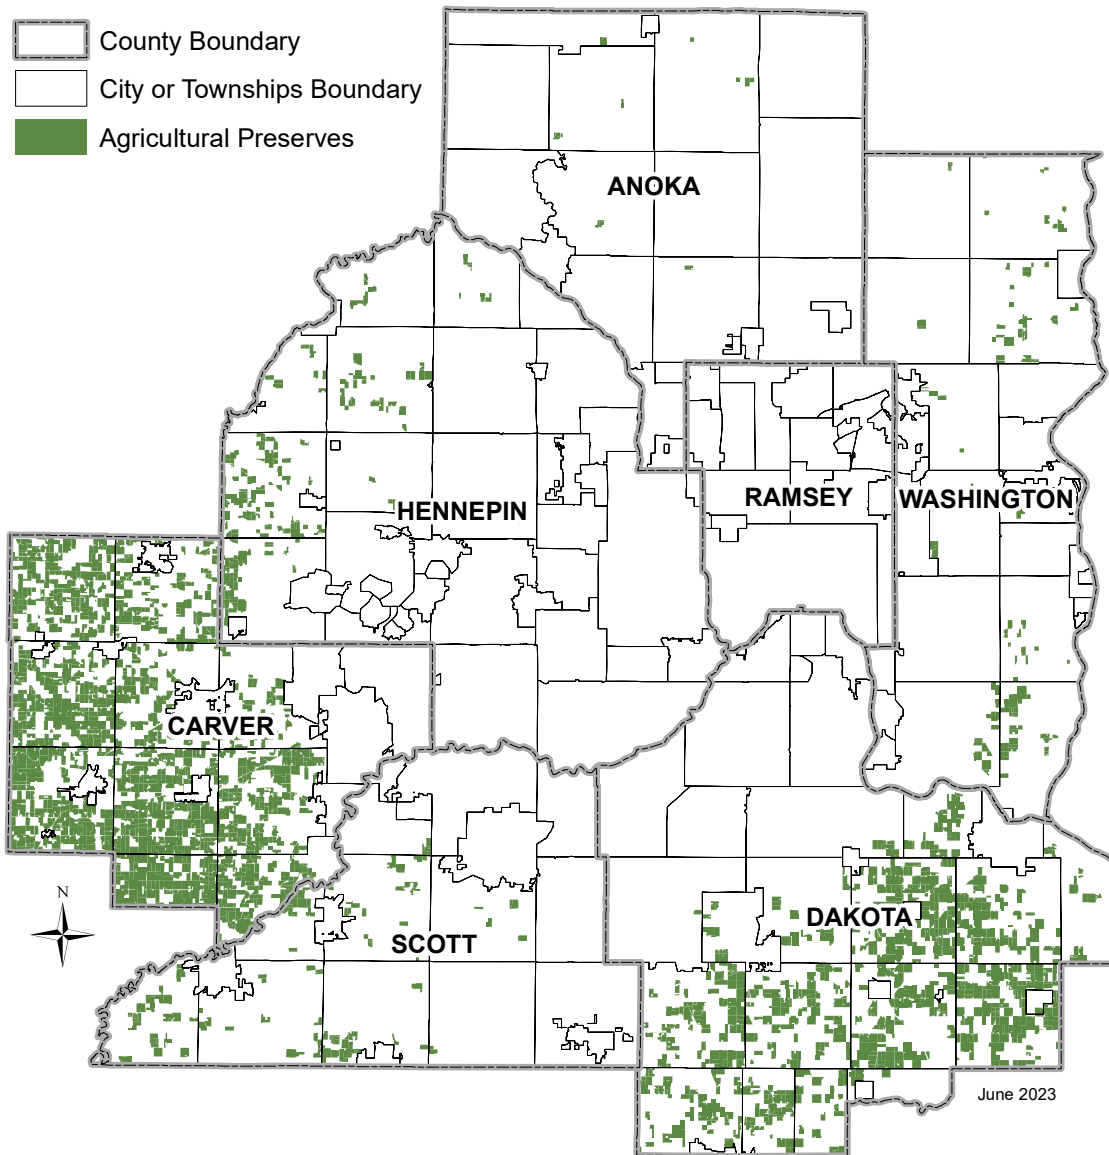 County Boundary
City or Townships Boundary
Agricultural Preserves
ANOKA
HENNEPIN
RAMSEY
WASHINGTON
CARVER
N
DAKOTA
SCOTT
June 2023